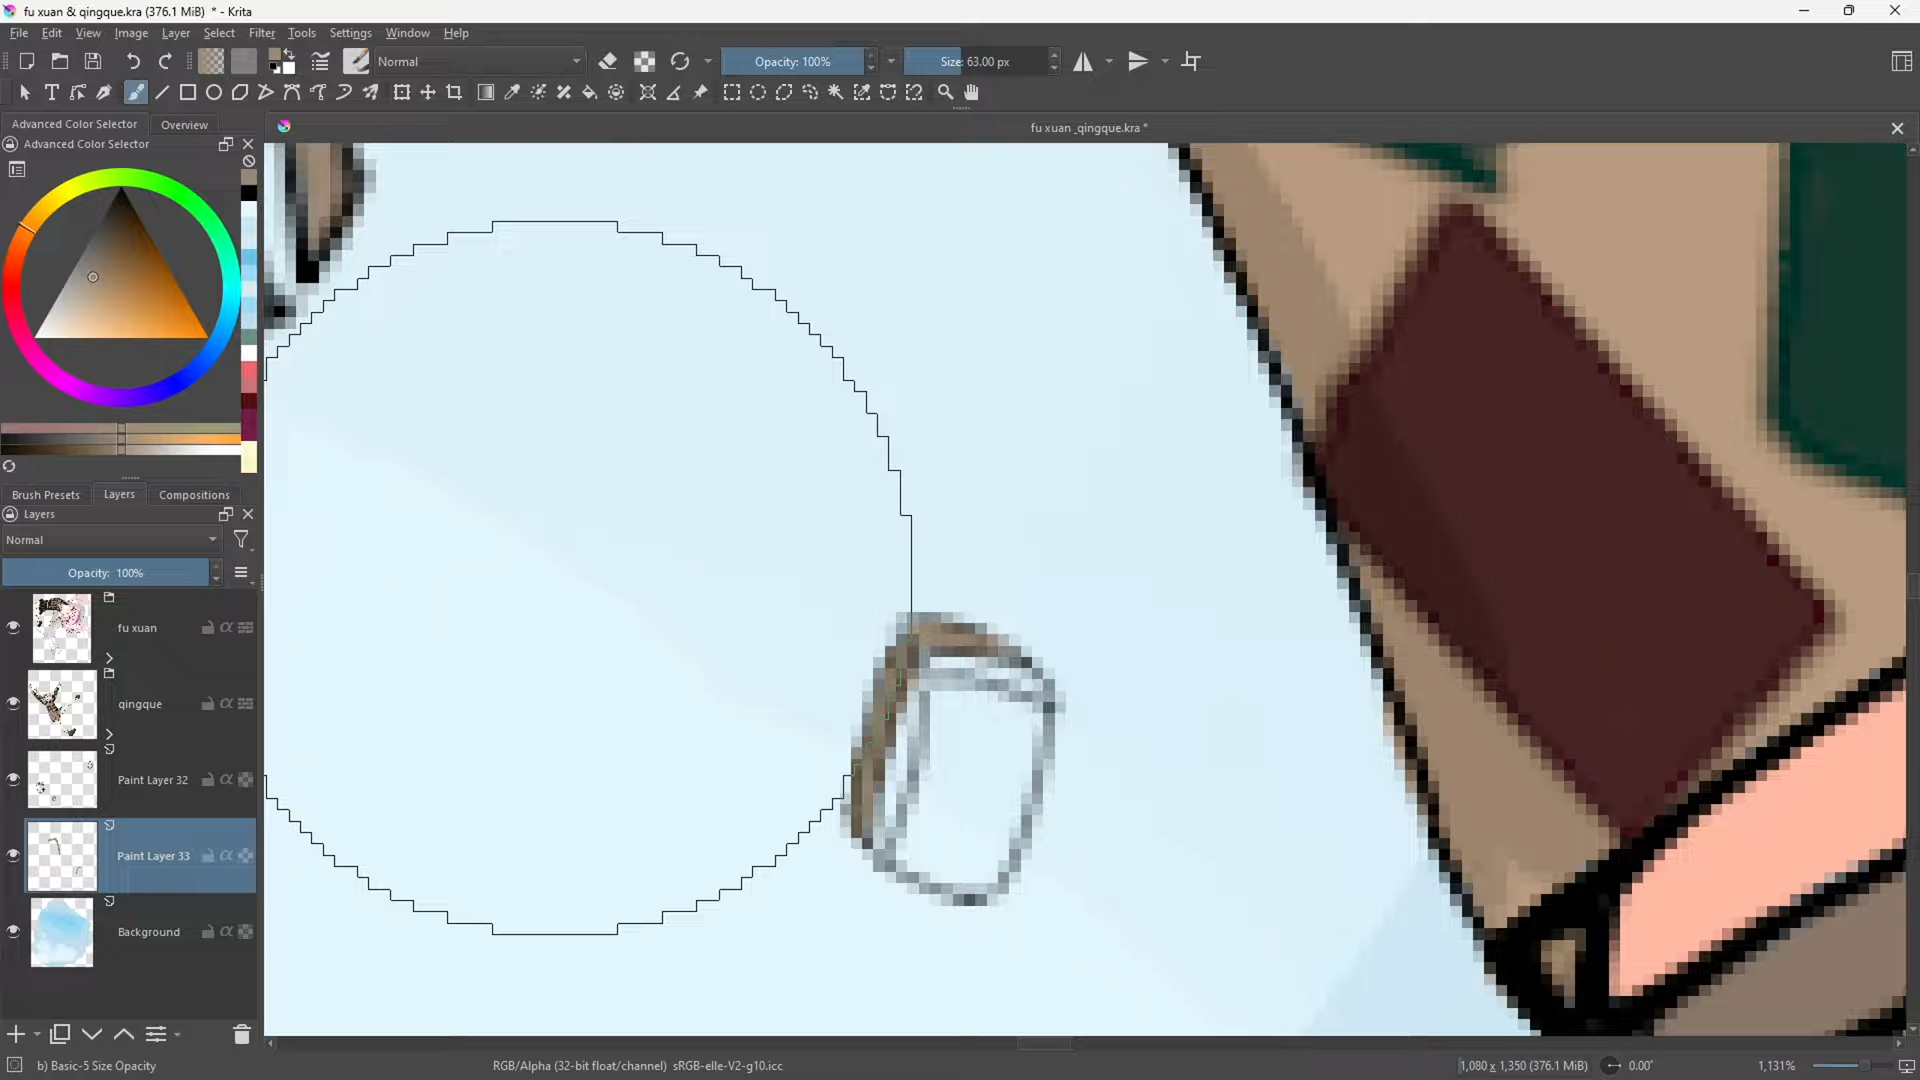 fu xuan & qingque.kra (376.1 MiB) * - Krita
File Edit View Image Layer Select Filter Tools Settings Window Help
Normal
Opacity: 100%
Size: 63.00 px
Advanced Color Selector
Overview
fu xuan _qingque.kra *
Advanced Color Selector
Brush Presets
Layers
Compositions
Layers
Normal
Opacity: 100%
fu xuan
qingque
Paint Layer 32
Paint Layer 33
Background
b) Basic-5 Size Opacity
RGB/Alpha (32-bit float/channel) sRGB-elle-V2-g10.icc
1,080 x 1,350 (376.1 MiB)
0.00°
1,131%